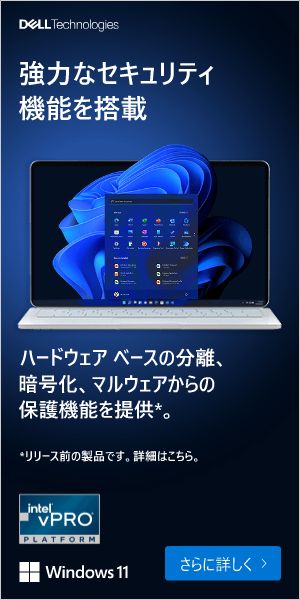 DELLTechnologies
強力なセキュリティ
機能を搭載
ハードウェア ベースの分離、
暗号化、マルウェアからの
保護機能を提供*。
*リリース前の製品です。詳細はこちら。
intel
vPRO
PLATFORM
Windows 11
さらに詳しく